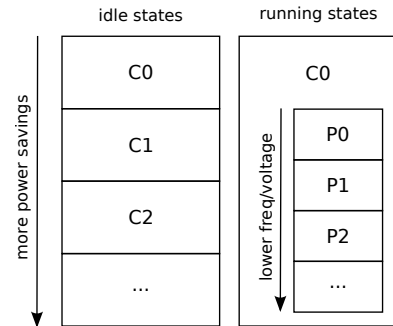 idle states
running states
more power savings
C0
C1
C2
...
C0
lower freq/voltage
P0
P1
P2
...